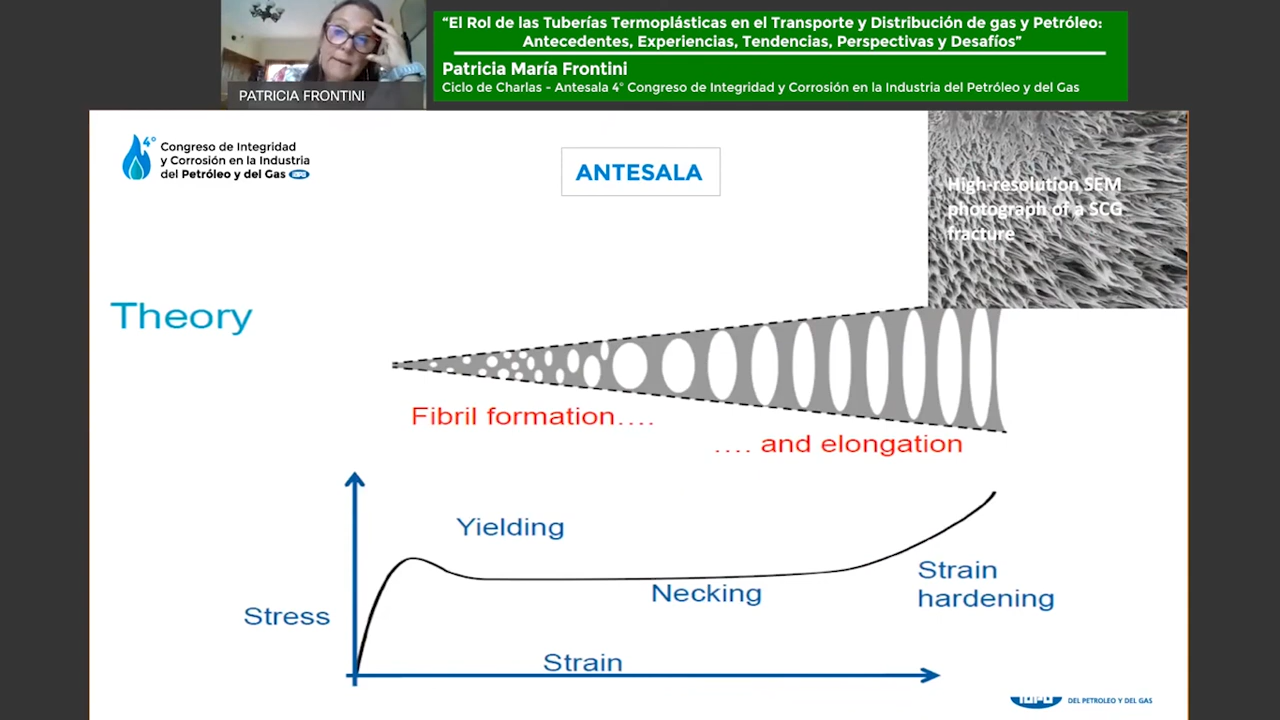 “El Rol de las Tuberías Termoplásticas en el Transporte y Distribución de gas y Petróleo:
Antecedentes, Experiencias, Tendencias, Perspectivas y Desafíos”
Patricia María Frontini
Ciclo de Charlas - Antesala 4° Congreso de Integridad y Corrosión en la Industria del Petróleo y del Gas
PATRICIA FRONTINI
4°
Congreso de Integridad
y Corrosión en la Industria
del Petróleo y del Gas IAPG
ANTESALA
High-resolution SEM
photograph of a SCG
fracture
Theory
Fibril formation....
.... and elongation
Yielding
Strain
hardening
Necking
Stress
Strain
IAPG
DEL PETROLEO Y DEL GAS